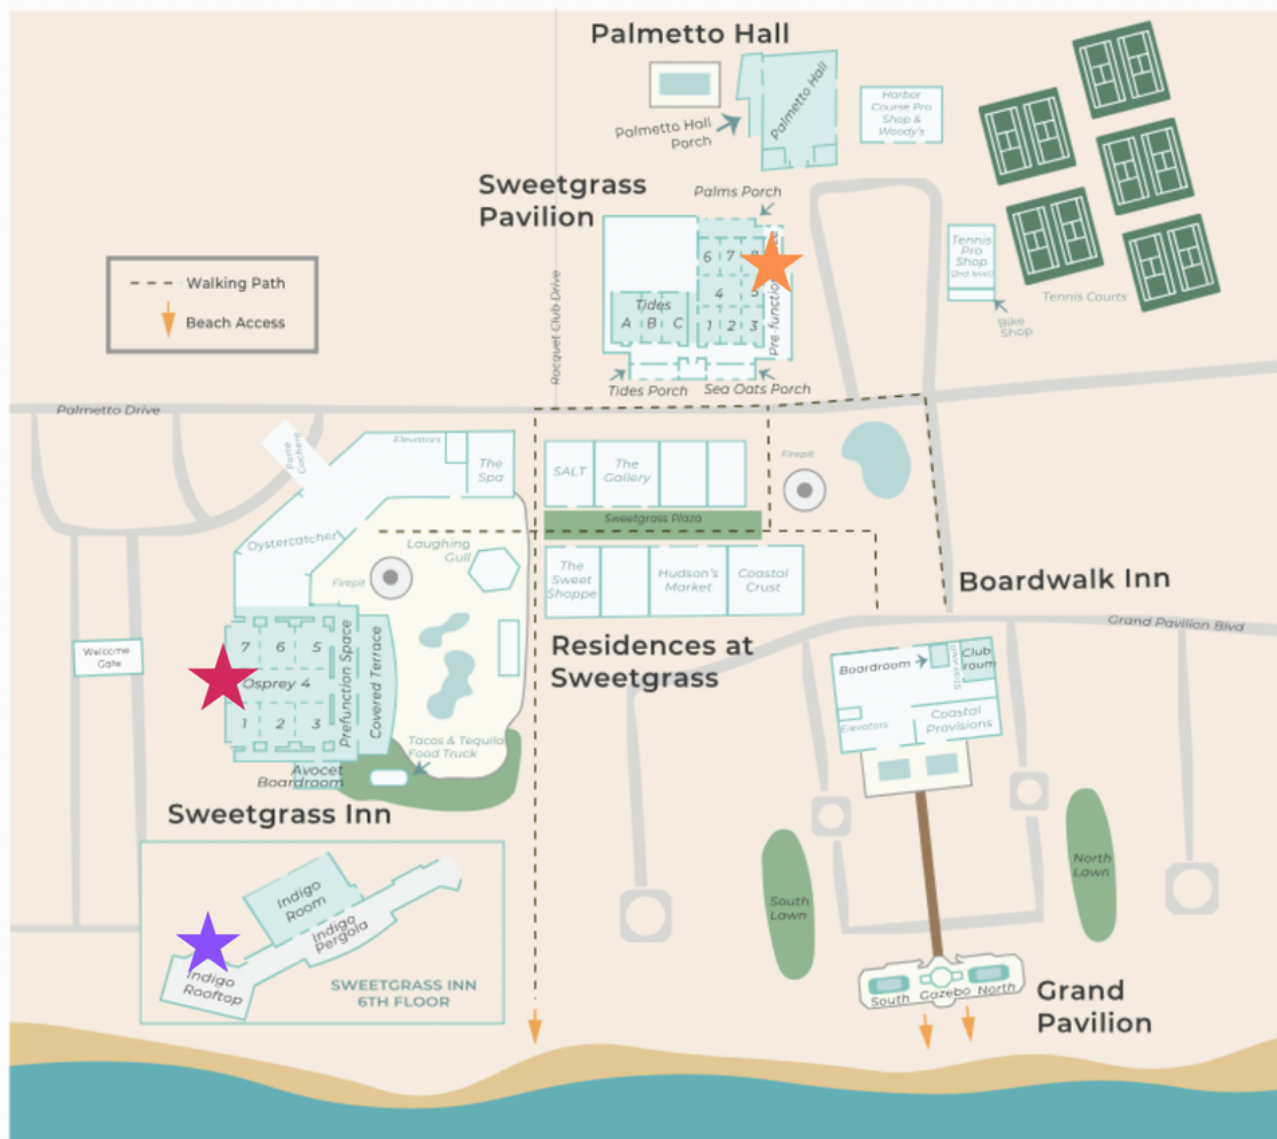 Palmetto Hall
Palmetto Hall
Harbor
Course Pro
Shop &
Woody's
Palmetto Hall
Porch
Sweetgrass
Pavilion
Palms Porch
6 7
4 5
Tides
A B C
1 2 3
Pre-function
Tides Porch
Sea Oats Porch
Tennis
Pro
Shop
(2nd level)
Bike
Shop
Tennis Courts
Walking Path
Beach Access
Racquet Club Drive
Palmetto Drive
Porte
Cochere
Elevators
The
Spa
SALT
The
Gallery
Firepit
Sweetgrass Plaza
Oystercatcher
Laughing
Gull
Firepit
The
Sweet
Shoppe
Hudson's
Market
Coastal
Crust
Boardwalk Inn
Grand Pavilion Blvd
Residences at
Sweetgrass
Welcome
Gate
7 6 5
Osprey 4
1 2 3
Prefunction Space
Covered Terrace
Tacos & Tequila
Food Truck
Avocet
Boardroom
Sweetgrass Inn
Boardroom
Stairwell
Club
room
Elevators
Coastal
Provisions
Indigo
Room
Indigo
Pergola
Indigo
Rooftop
SWEETGRASS INN
6TH FLOOR
South
Lawn
North
Lawn
South Gazebo North
Grand
Pavilion